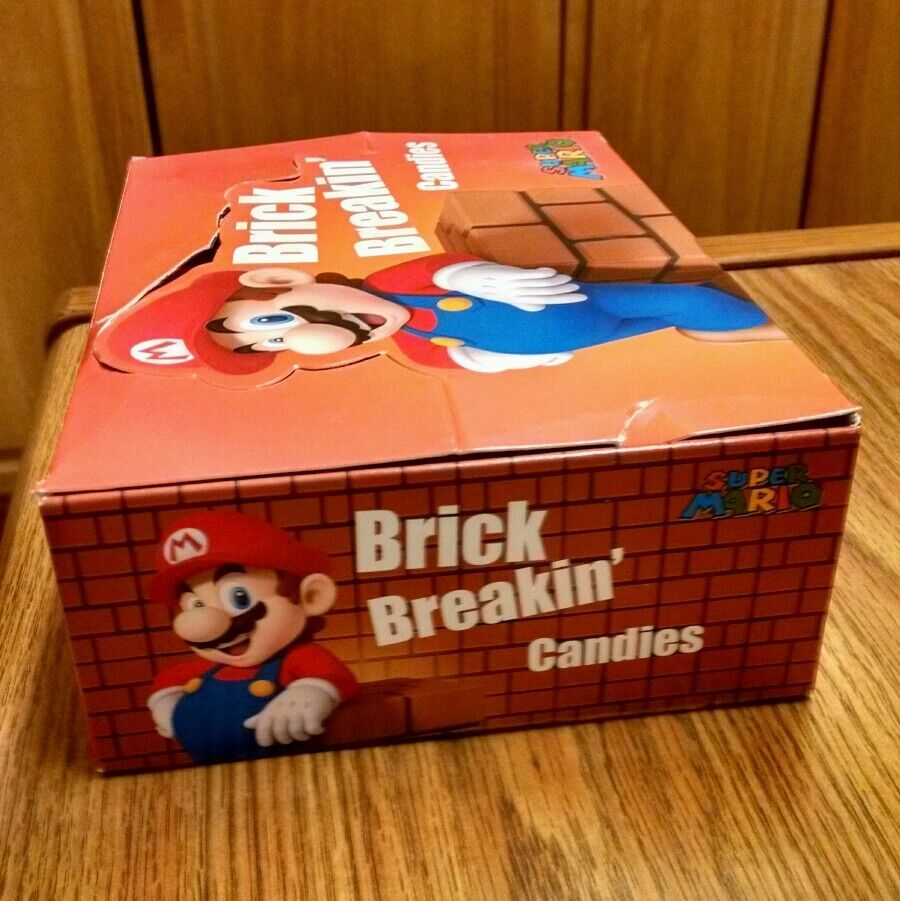 Brick
Breakin'
Candies
SUPER
MARIO
M
SUPER
MARIO
M
Brick
Breakin'
Candies